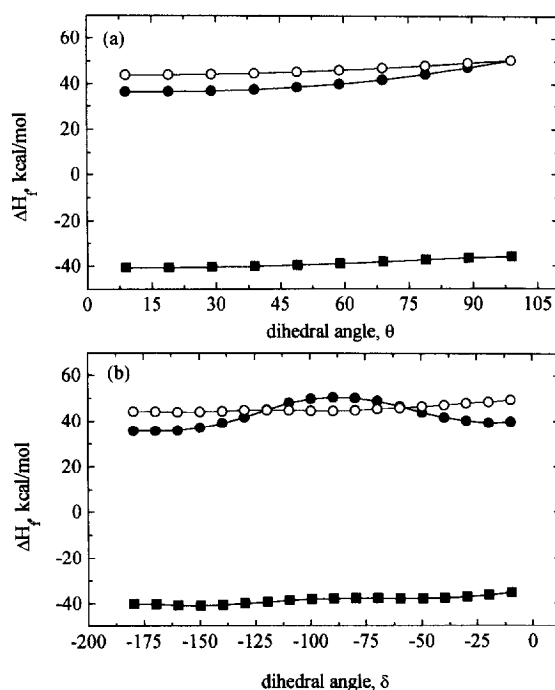 (a)
60
40
20
0
-20
-40
ΔHf, kcal/mol
0 15 30 45 60 75 90 105
dihedral angle, θ
(b)
60
40
20
0
-20
-40
ΔHf, kcal/mol
-200 -175 -150 -125 -100 -75 -50 -25 0
dihedral angle, δ